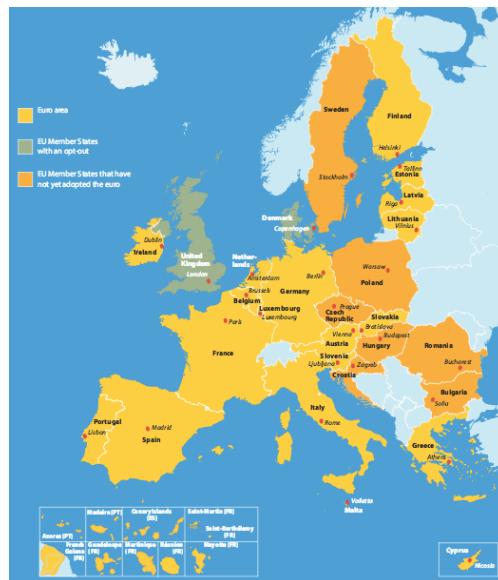 Euro area
EU Member States
with an opt-out
EU Member States that have
not yet adopted the euro
Sweden
Finland
Helsinki
Tallinn
Stockholm
Estonia
Latvia
Riga
Lithuania
Vilnius
Denmark
Copenhagen
Dublin
Ireland
United
Kingdom
London
Nether-
lands
Amsterdam
Berlin
Warsaw
Poland
Germany
Brussels
Belgium
Luxembourg
Luxembourg
Prague
Czech
Republic
Slovakia
Paris
Vienna
Bratislava
Budapest
Austria
Hungary
Romania
France
Slovenia
Ljubljana
Zagreb
Croatia
Bucharest
Bulgaria
Sofia
Italy
Rome
Portugal
Lisbon
Madrid
Spain
Greece
Athens
Valletta
Malta
Madeira (PT)
Canary Islands
(ES)
Saint-Martin (FR)
Azores (PT)
Saint-Barthélemy
(FR)
French
Guiana
(FR)
Guadeloupe
(FR)
Martinique
(FR)
Réunion
(FR)
Mayotte (FR)
Cyprus
Nicosia